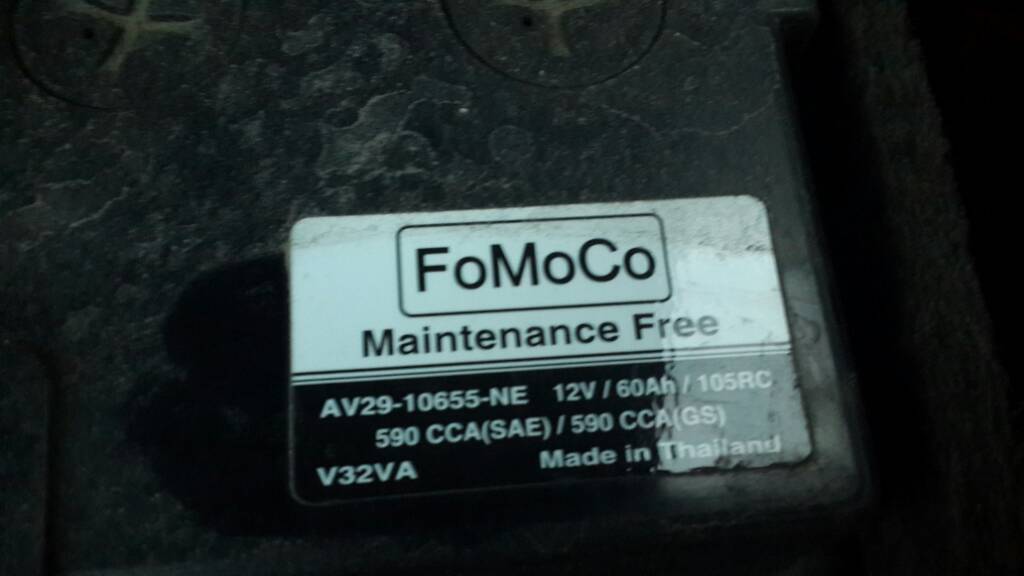 FoMoCo
Maintenance Free
AV29-10655-NE 12V / 60Ah / 105RC
590 CCA(SAE) / 590 CCA(GS)
V32VA Made in Thailand